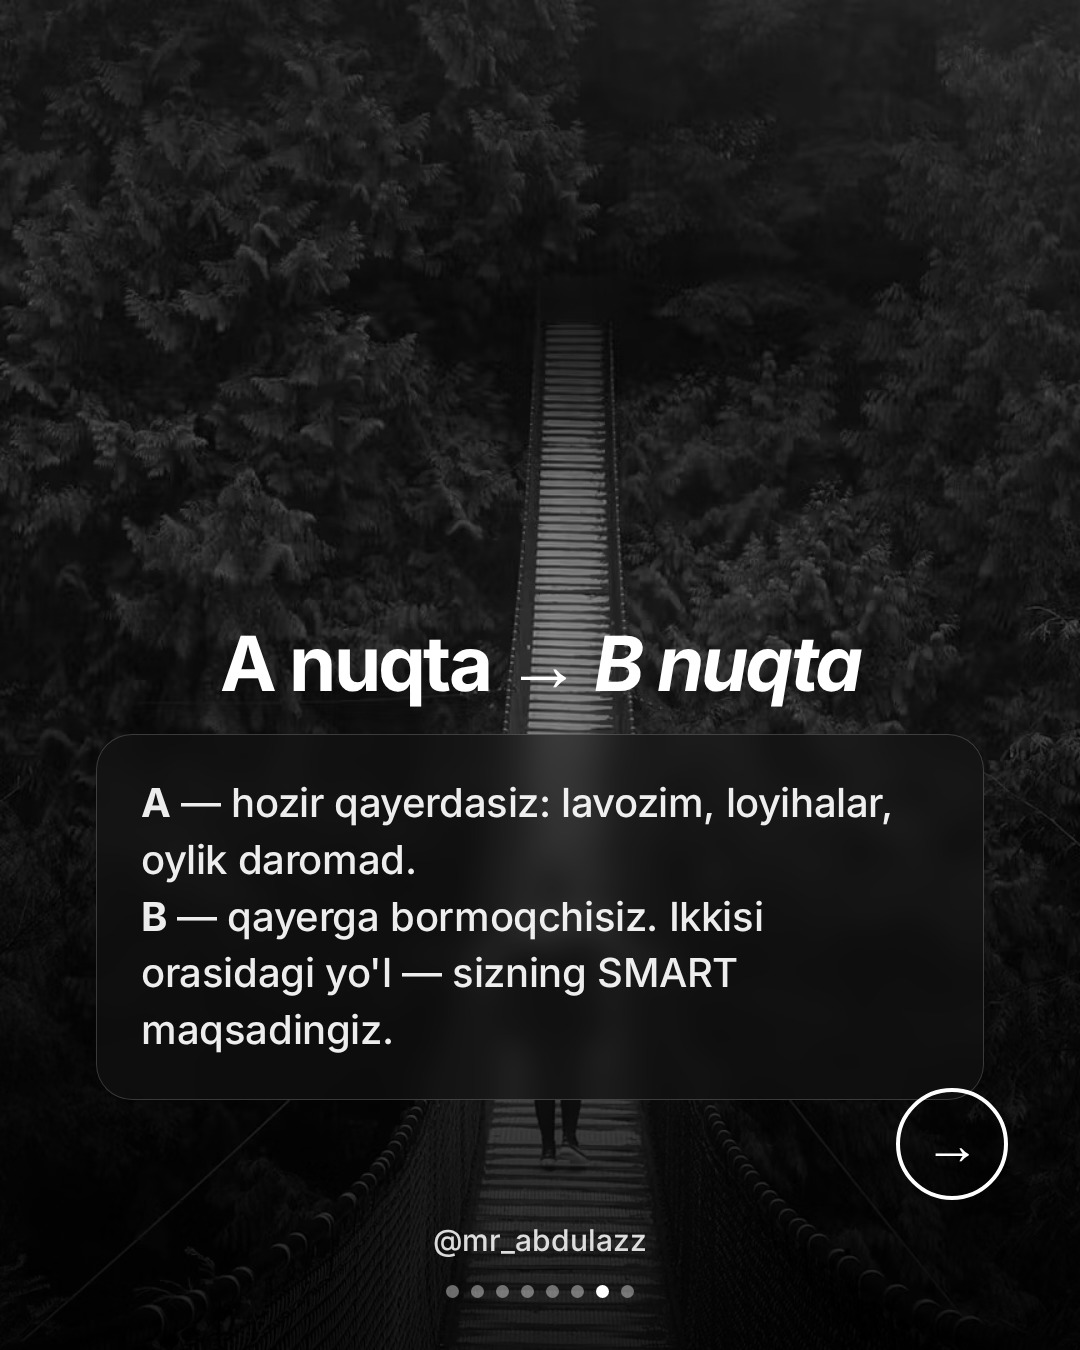 A nuqta → B nuqta
A — hozir qayerdasiz: lavozim, loyihalar,
oylik daromad.
B — qayerga bormoqchisiz. Ikkisi
orasidagi yo'l — sizning SMART
maqsadingiz.
→
@mr_abdulazz